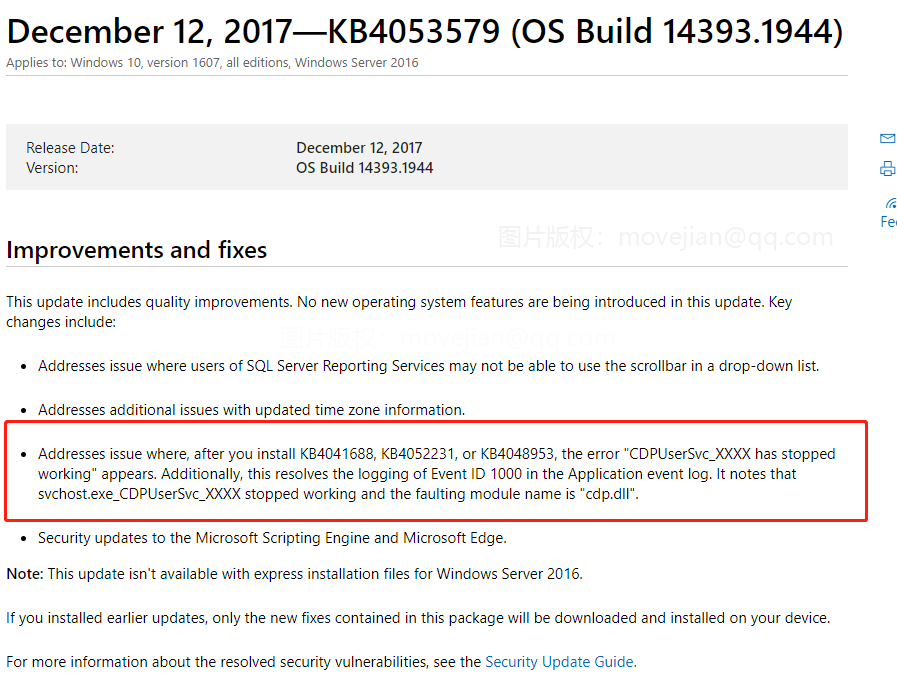 December 12, 2017—KB4053579 (OS Build 14393.1944)
Applies to: Windows 10, version 1607, all editions, Windows Server 2016
Release Date: December 12, 2017
Version: OS Build 14393.1944
图片版权：movejian@qq.com
Improvements and fixes
This update includes quality improvements. No new operating system features are being introduced in this update. Key
changes include:
图片版权：movejian@qq.com
• Addresses issue where users of SQL Server Reporting Services may not be able to use the scrollbar in a drop-down list.
• Addresses additional issues with updated time zone information.
• Addresses issue where, after you install KB4041688, KB4052231, or KB4048953, the error "CDPUserSvc_XXXX has stopped
working" appears. Additionally, this resolves the logging of Event ID 1000 in the Application event log. It notes that
svchost.exe_CDPUserSvc_XXXX stopped working and the faulting module name is "cdp.dll".
• Security updates to the Microsoft Scripting Engine and Microsoft Edge.
Note: This update isn't available with express installation files for Windows Server 2016.
If you installed earlier updates, only the new fixes contained in this package will be downloaded and installed on your device.
For more information about the resolved security vulnerabilities, see the Security Update Guide.